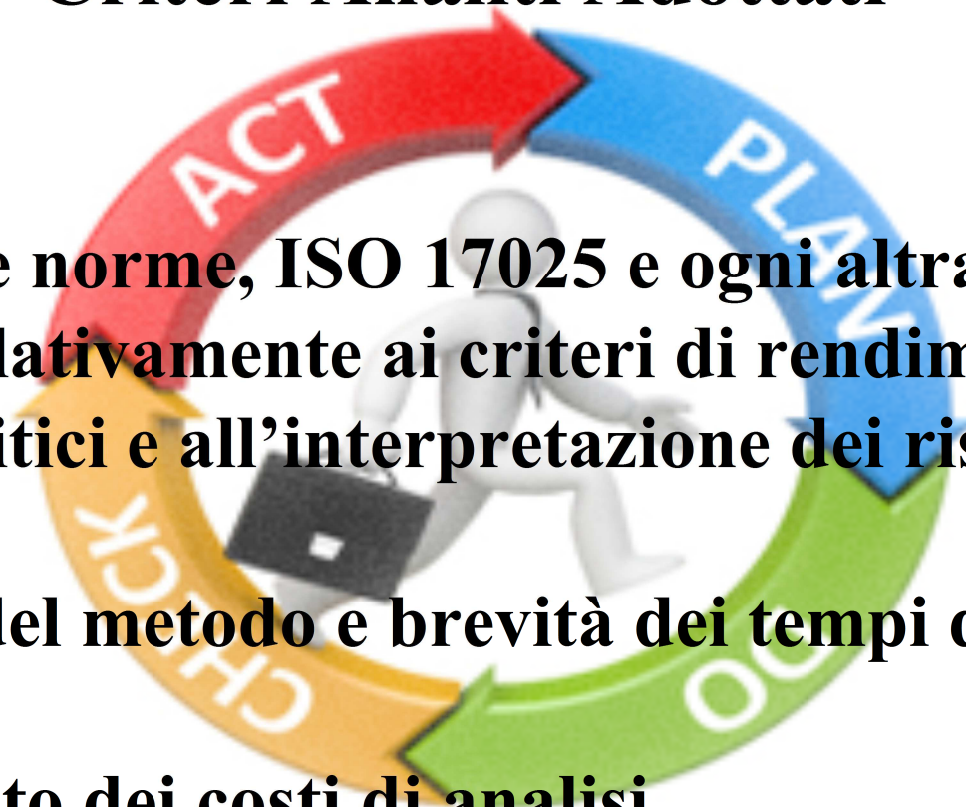 ACT
PLAN
e norme, ISO 17025 e ogni altra
lativamente ai criteri di rendim
itici e all’interpretazione dei ris
CHECK
del metodo e brevità dei tempi
DO
to dei costi di analisi